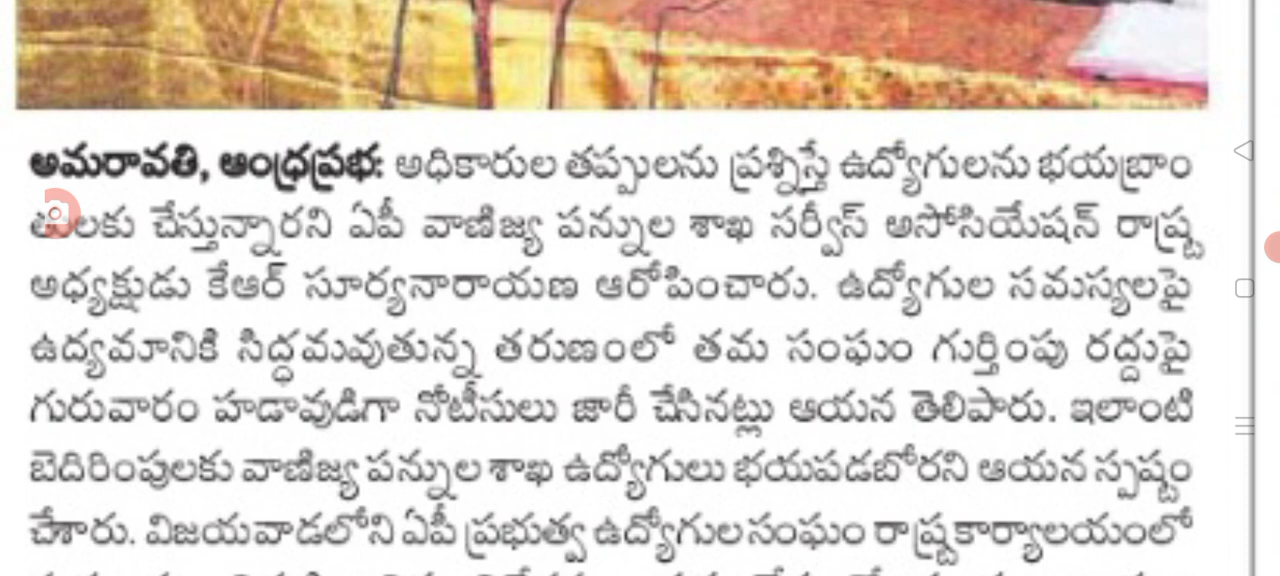 అమరావతి, ఆంధ్రప్రభ: అధికారుల తప్పులను ప్రశ్నిస్తే ఉద్యోగులను భయబ్రాం
తులకు చేస్తున్నారని ఏపీ వాణిజ్య పన్నుల శాఖ సర్వీస్ అసోసియేషన్ రాష్ట్ర
అధ్యక్షుడు కేఆర్ సూర్యనారాయణ ఆరోపించారు. ఉద్యోగుల సమస్యలపై
ఉద్యమానికి సిద్ధమవుతున్న తరుణంలో తమ సంఘం గుర్తింపు రద్దుపై
గురువారం హడావుడిగా నోటీసులు జారీ చేసినట్లు ఆయన తెలిపారు. ఇలాంటి
బెదిరింపులకు వాణిజ్య పన్నుల శాఖ ఉద్యోగులు భయపడబోరని ఆయన స్పష్టం
చేశారు. విజయవాడలోని ఏపీ ప్రభుత్వ ఉద్యోగుల సంఘం రాష్ట్రకార్యాలయంలో